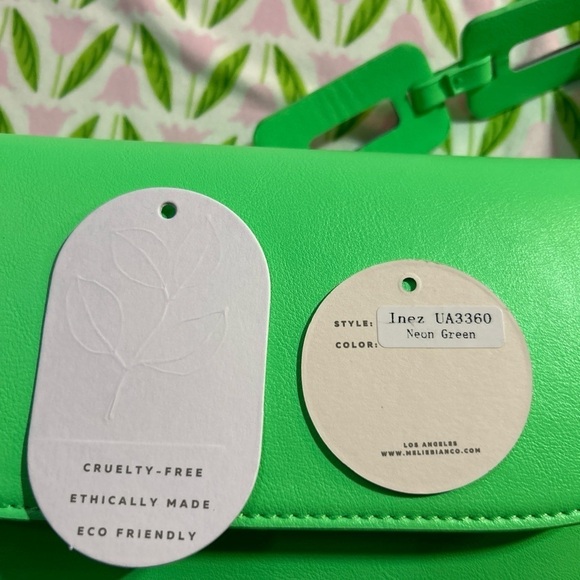 CRUELTY-FREE
ETHICALLY MADE
ECO FRIENDLY
STYLE: Inez UA3360
COLOR: Neon Green
LOS ANGELES
WWW.MELIEBIANCO.COM